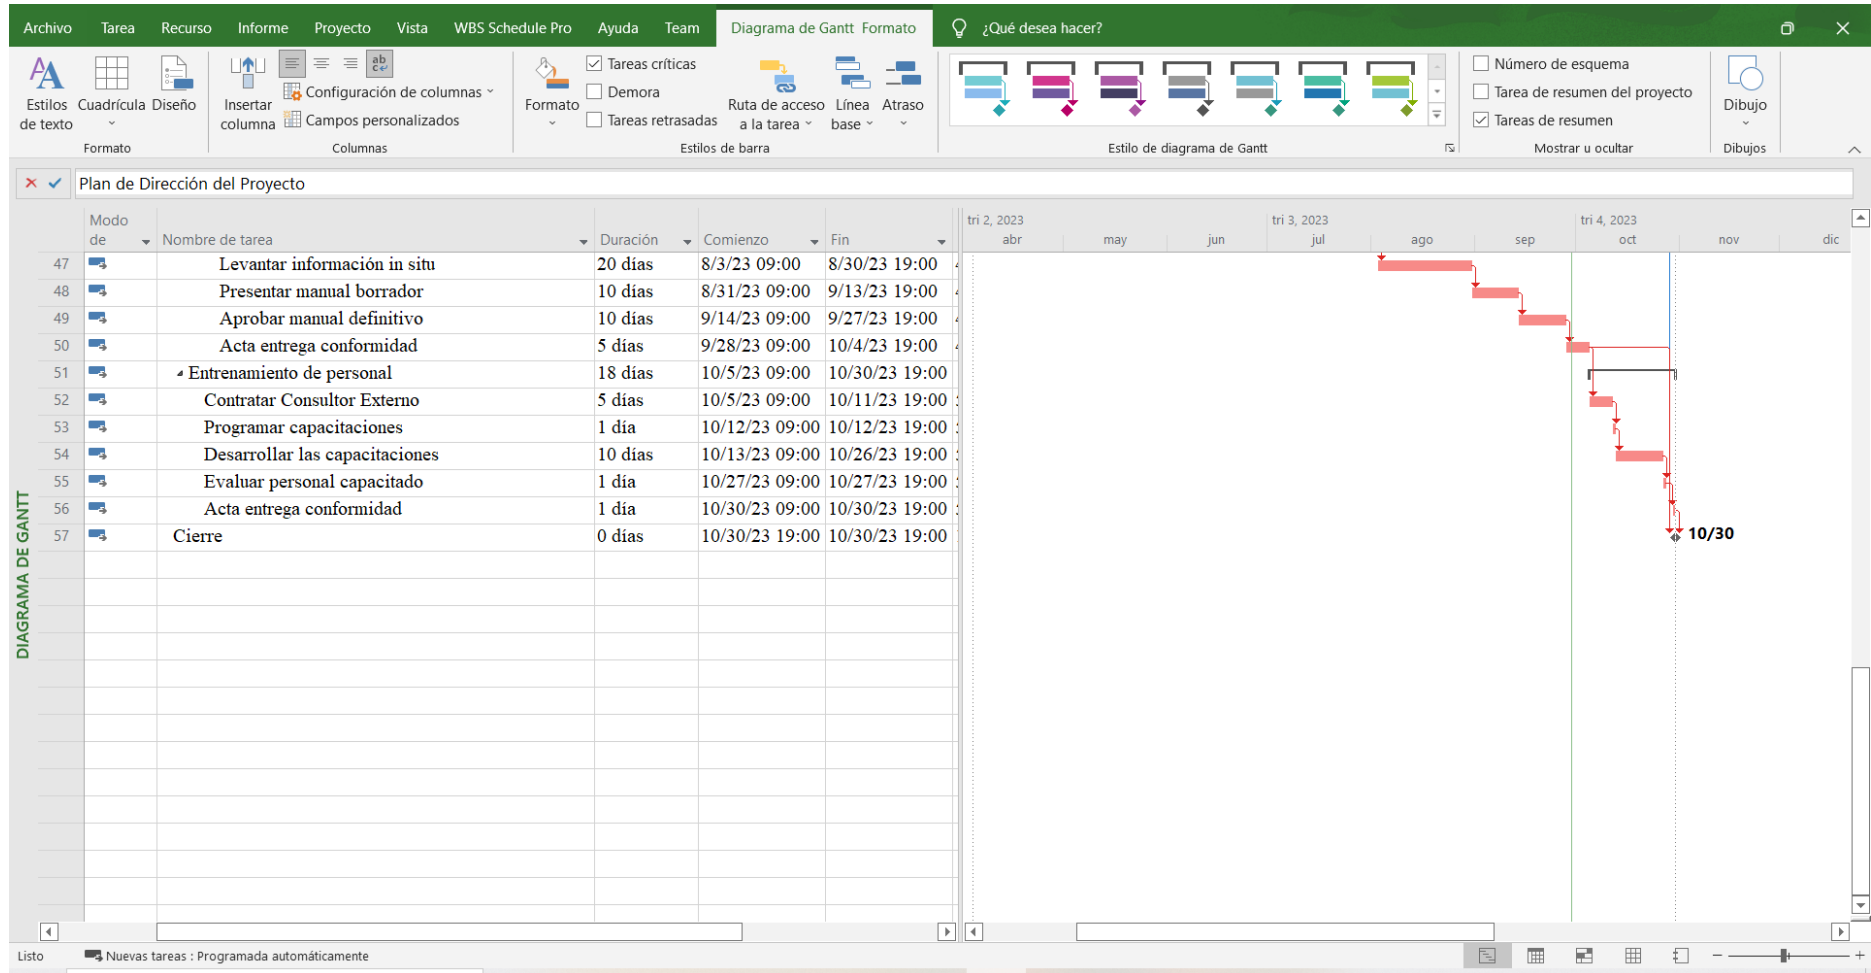 Archivo Tarea Recurso Informe Proyecto Vista WBS Schedule Pro Ayuda Team Diagrama de Gantt Formato ¿Qué desea hacer?
Estilos de texto
Cuadrícula
Diseño
Formato
Insertar columna
ab
c
Configuración de columnas
Campos personalizados
Columnas
Formato
Tareas críticas
Demora
Tareas retrasadas
Ruta de acceso a la tarea
Línea base
Atraso
Estilos de barra
Estilo de diagrama de Gantt
Número de esquema
Tarea de resumen del proyecto
Tareas de resumen
Mostrar u ocultar
Dibujo
Dibujos
Plan de Dirección del Proyecto
Modo de Nombre de tarea Duración Comienzo Fin
tri 2, 2023 tri 3, 2023 tri 4, 2023
abr may jun jul ago sep oct nov dic
47 Levantar información in situ 20 días 8/3/23 09:00 8/30/23 19:00
48 Presentar manual borrador 10 días 8/31/23 09:00 9/13/23 19:00
49 Aprobar manual definitivo 10 días 9/14/23 09:00 9/27/23 19:00
50 Acta entrega conformidad 5 días 9/28/23 09:00 10/4/23 19:00
51 Entrenamiento de personal 18 días 10/5/23 09:00 10/30/23 19:00
52 Contratar Consultor Externo 5 días 10/5/23 09:00 10/11/23 19:00
53 Programar capacitaciones 1 día 10/12/23 09:00 10/12/23 19:00
54 Desarrollar las capacitaciones 10 días 10/13/23 09:00 10/26/23 19:00
55 Evaluar personal capacitado 1 día 10/27/23 09:00 10/27/23 19:00
56 Acta entrega conformidad 1 día 10/30/23 09:00 10/30/23 19:00
57 Cierre 0 días 10/30/23 19:00 10/30/23 19:00
10/30
DIAGRAMA DE GANTT
Listo Nuevas tareas : Programada automáticamente